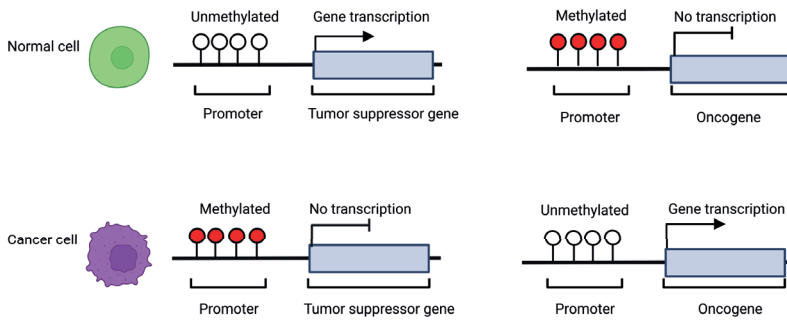 Unmethylated Gene transcription Methylated No transcription
Normal cell
Promoter Tumor suppressor gene Promoter Oncogene
Methylated No transcription Unmethylated Gene transcription
Cancer cell
Promoter Tumor suppressor gene Promoter Oncogene